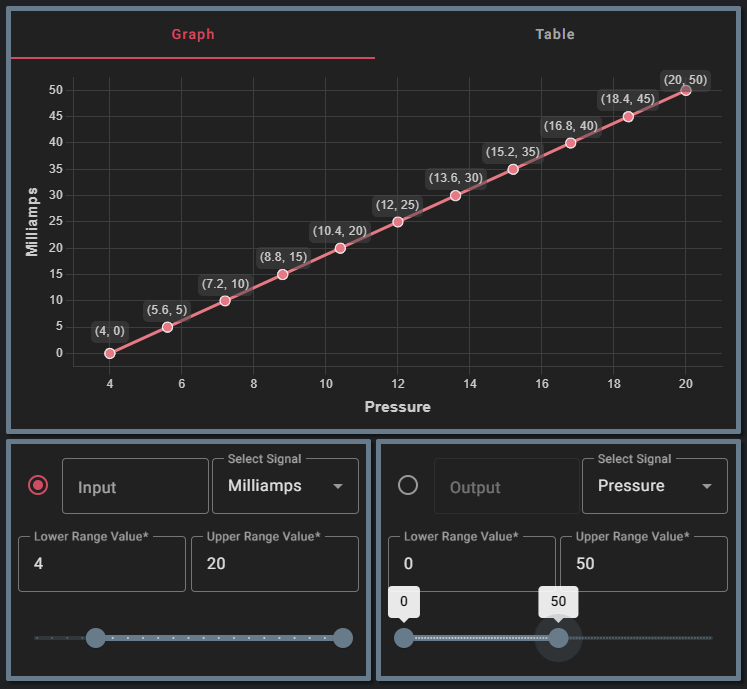 Graph
Table
50
45
40
35
30
25
20
15
10
5
0
Milliamps
(4, 0)
(5.6, 5)
(7.2, 10)
(8.8, 15)
(10.4, 20)
(12, 25)
(13.6, 30)
(15.2, 35)
(16.8, 40)
(18.4, 45)
(20, 50)
4
6
8
10
12
14
16
18
20
Pressure
Input
Select Signal
Milliamps
Lower Range Value*
4
Upper Range Value*
20
Output
Select Signal
Pressure
Lower Range Value*
0
Upper Range Value*
50
0
50